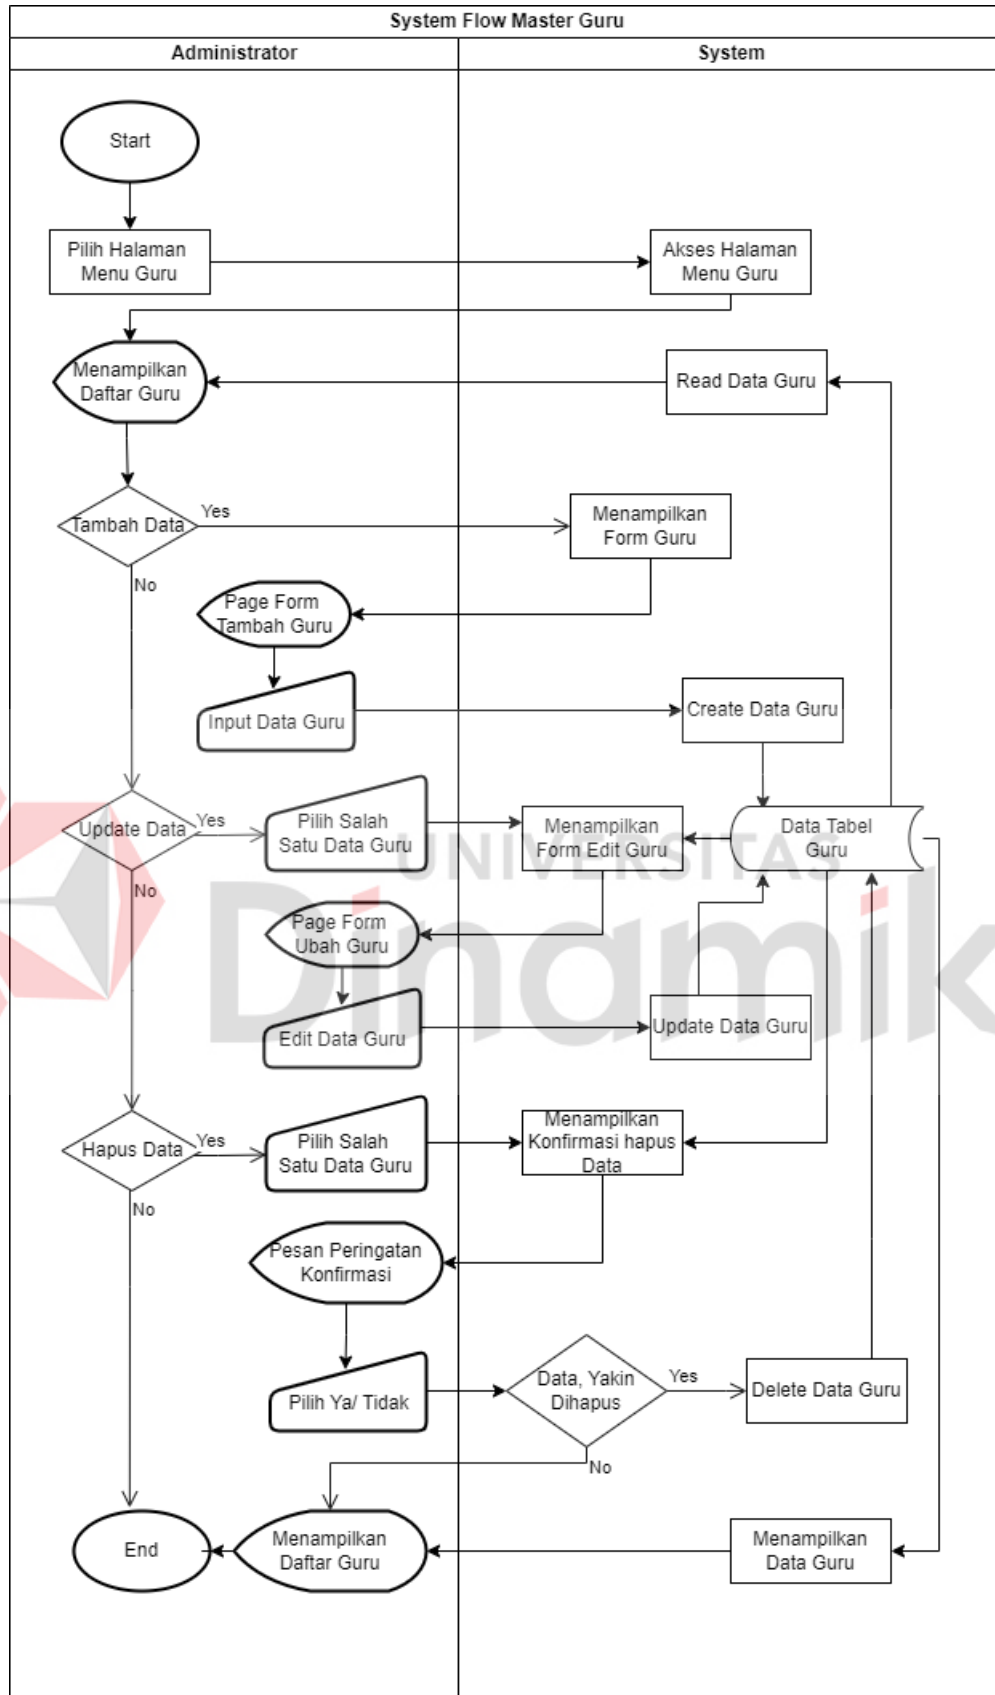 System Flow Master Guru
Administrator
System
Start
Pilih Halaman
Menu Guru
Akses Halaman
Menu Guru
Menampilkan
Daftar Guru
Read Data Guru
Tambah Data
Yes
No
Menampilkan
Form Guru
Page Form
Tambah Guru
Input Data Guru
Create Data Guru
Update Data
Yes
No
Pilih Salah
Satu Data Guru
Menampilkan
Form Edit Guru
Data Tabel
Guru
UNIVERSITAS
Dinamika
Page Form
Ubah Guru
Edit Data Guru
Update Data Guru
Hapus Data
Yes
No
Pilih Salah
Satu Data Guru
Menampilkan
Konfirmasi hapus
Data
Pesan Peringatan
Konfirmasi
Pilih Ya/ Tidak
Data, Yakin
Dihapus
Yes
No
Delete Data Guru
End
Menampilkan
Daftar Guru
Menampilkan
Data Guru